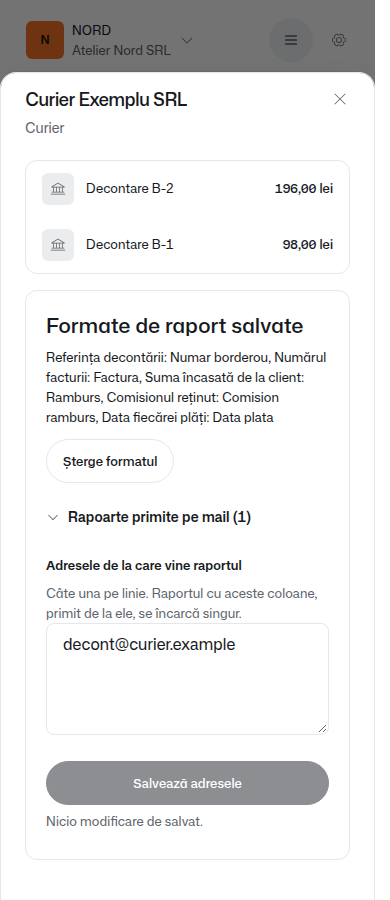 N
NORD
Atelier Nord SRL
Curier Exemplu SRL
Curier
Decontare B-2
196,00 lei
Decontare B-1
98,00 lei
Formate de raport salvate
Referința decontării: Numar borderou, Numărul
facturii: Factura, Suma încasată de la client:
Ramburs, Comisionul reținut: Comision
ramburs, Data fiecărei plăți: Data plata
Șterge formatul
Rapoarte primite pe mail (1)
Adresele de la care vine raportul
Câte una pe linie. Raportul cu aceste coloane,
primit de la ele, se încarcă singur.
decont@curier.example
Salvează adresele
Nicio modificare de salvat.